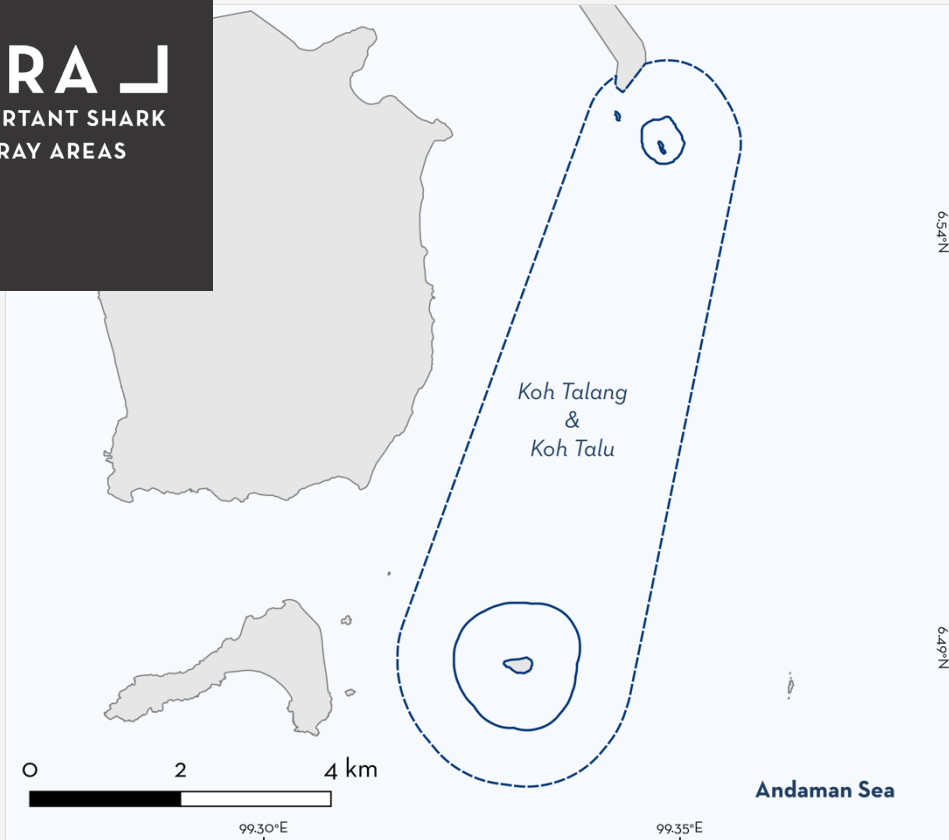 RA
RTANT SHARK
RAY AREAS
6.54°N
Koh Talang
&
Koh Talu
6.49°N
0 2 4 km
Andaman Sea
99.30°E 99.35°E